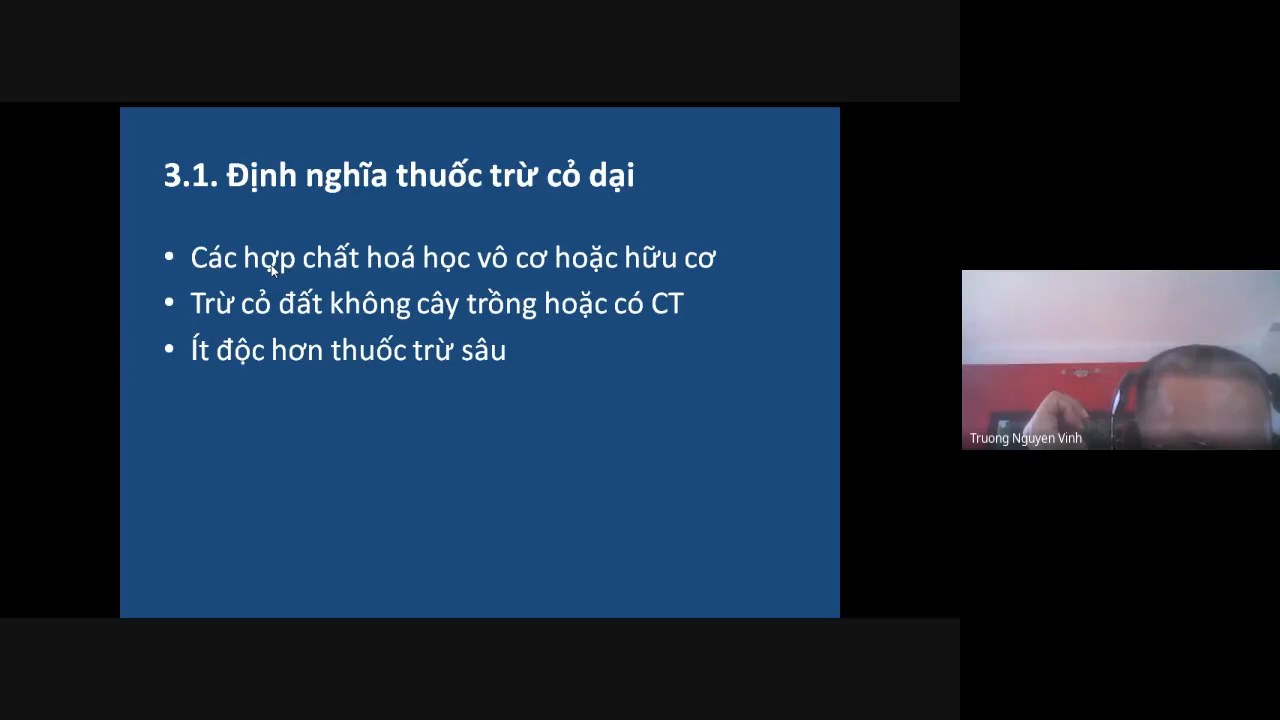 3.1. Định nghĩa thuốc trừ cỏ dại
• Các hợp chất hoá học vô cơ hoặc hữu cơ
• Trừ cỏ đất không cây trồng hoặc có CT
• Ít độc hơn thuốc trừ sâu
Truong Nguyen Vinh